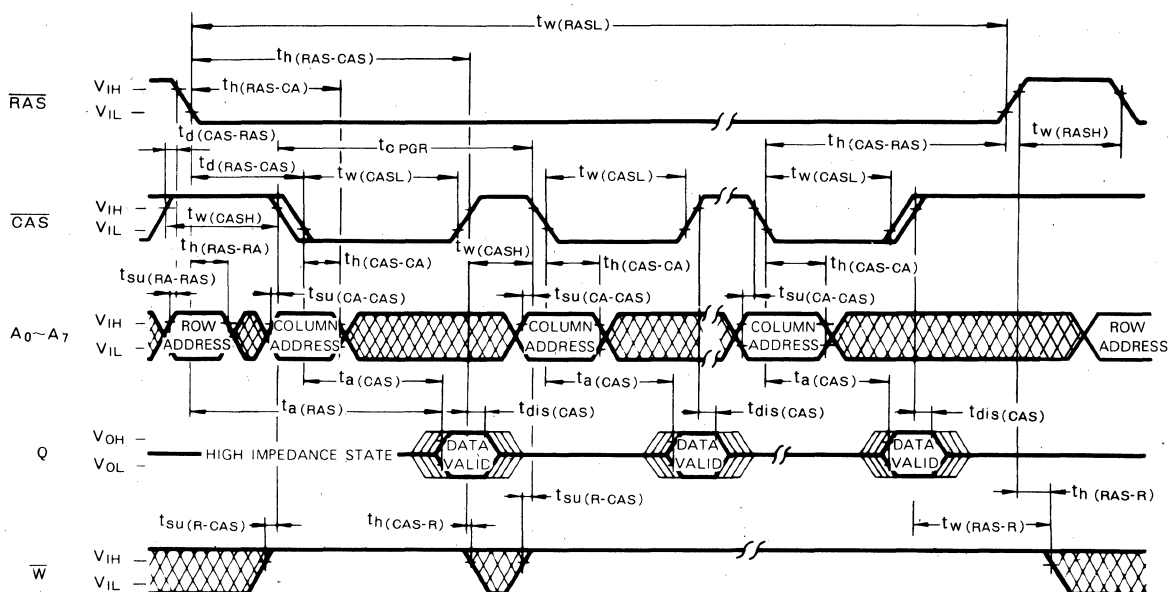 tw(RASL)
th(RAS-CAS)
th(RAS-CA)
RAS
VIH
VIL
td(CAS-RAS)
tc PGR
th(CAS-RAS)
tw(RASH)
td(RAS-CAS)
tw(CASL)
tw(CASL)
tw(CASL)
CAS
VIH
VIL
tw(CASH)
th(RAS-RA)
tw(CASH)
th(CAS-CA)
th(CAS-CA)
th(CAS-CA)
tsu(RA-RAS)
tsu(CA-CAS)
tsu(CA-CAS)
tsu(CA-CAS)
A0~A7
VIH
VIL
ROW ADDRESS
COLUMN ADDRESS
COLUMN ADDRESS
COLUMN ADDRESS
ROW ADDRESS
ta(CAS)
ta(CAS)
ta(CAS)
ta(RAS)
tdis(CAS)
tdis(CAS)
tdis(CAS)
Q
VOH
VOL
HIGH IMPEDANCE STATE
DATA VALID
DATA VALID
DATA VALID
tsu(R-CAS)
th(RAS-R)
tsu(R-CAS)
th(CAS-R)
tw(RAS-R)
W
VIH
VIL